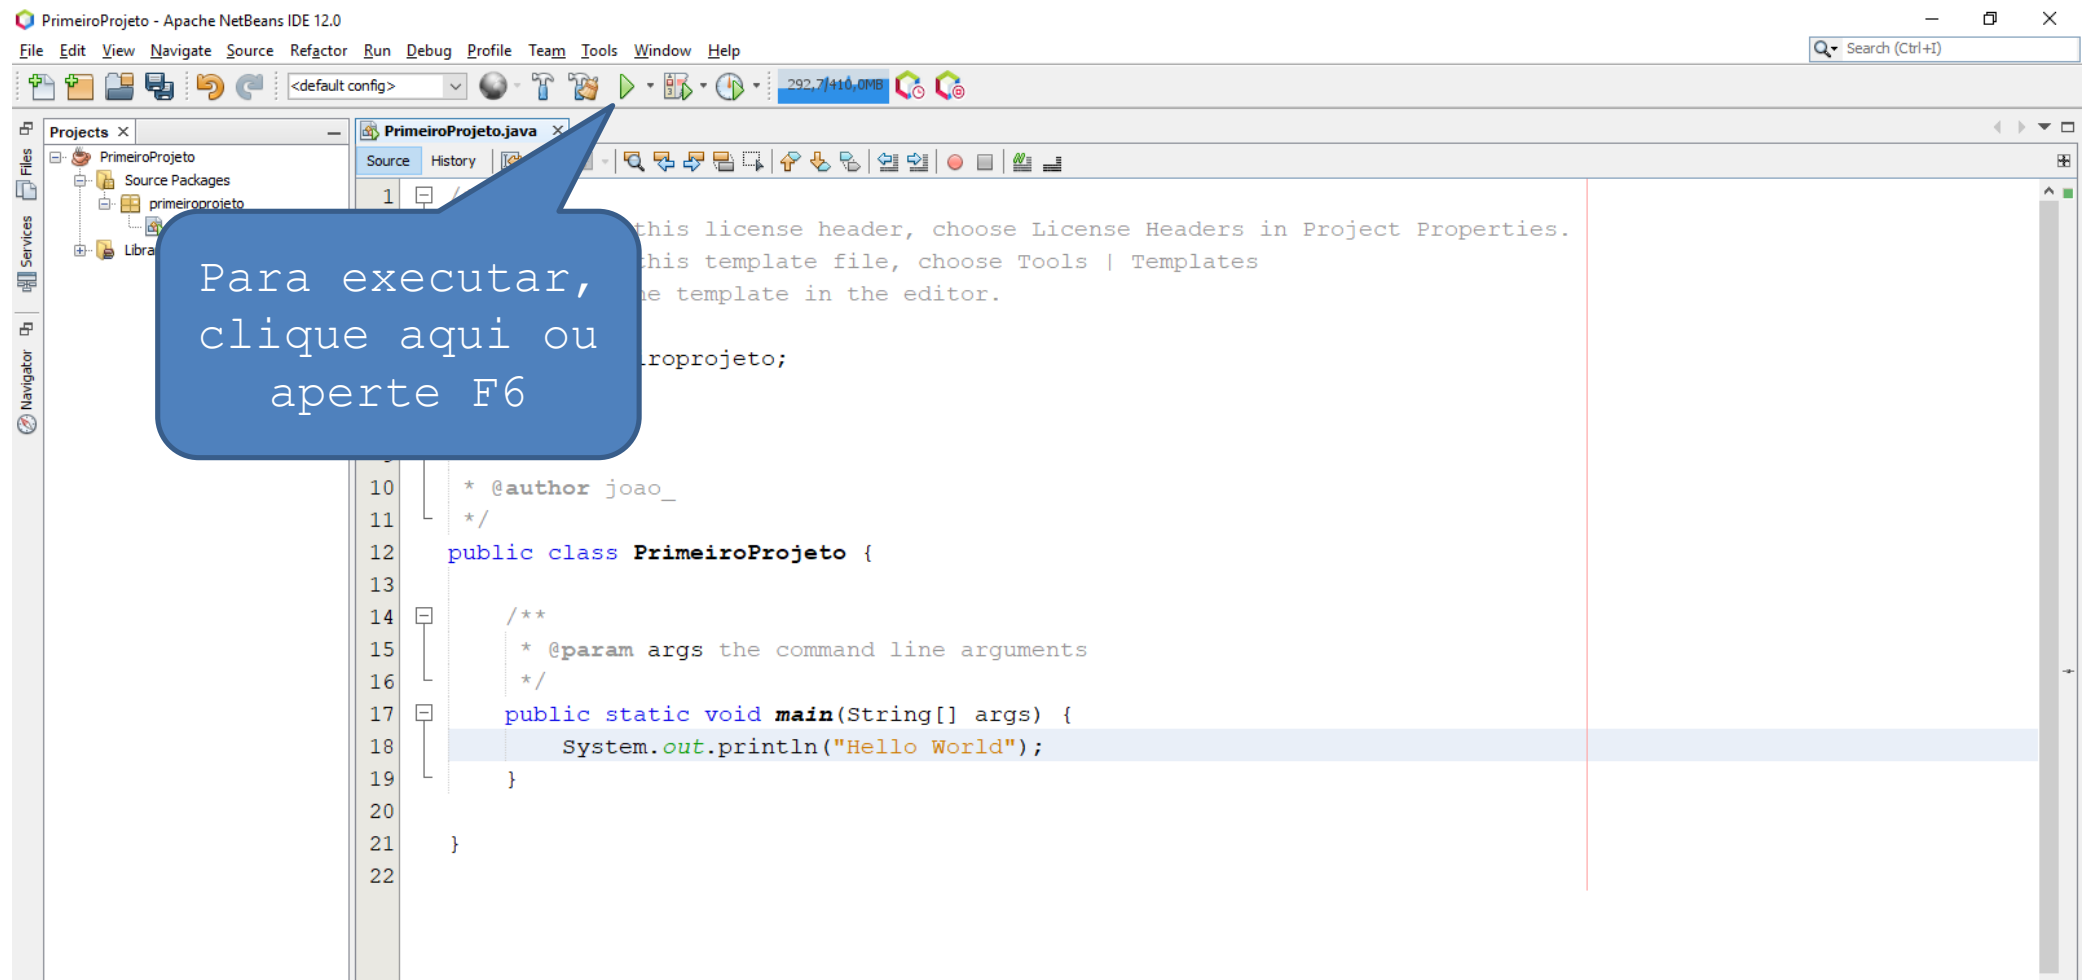 PrimeiroProjeto - Apache NetBeans IDE 12.0
File Edit View Navigate Source Refactor Run Debug Profile Team Tools Window Help
Search (Ctrl+I)
<default config>
292,7/410,0MB
Projects
PrimeiroProjeto.java
Files
Services
Navigator
PrimeiroProjeto
Source Packages
primeiroprojeto
Source History
Para executar,
clique aqui ou
aperte F6
1
this license header, choose License Headers in Project Properties.
this template file, choose Tools | Templates
template in the editor.
10 * @author joao_
11 */
12 public class PrimeiroProjeto {
13
14 /**
15 * @param args the command line arguments
16 */
17 public static void main(String[] args) {
18 System.out.println("Hello World");
19 }
20
21 }
22